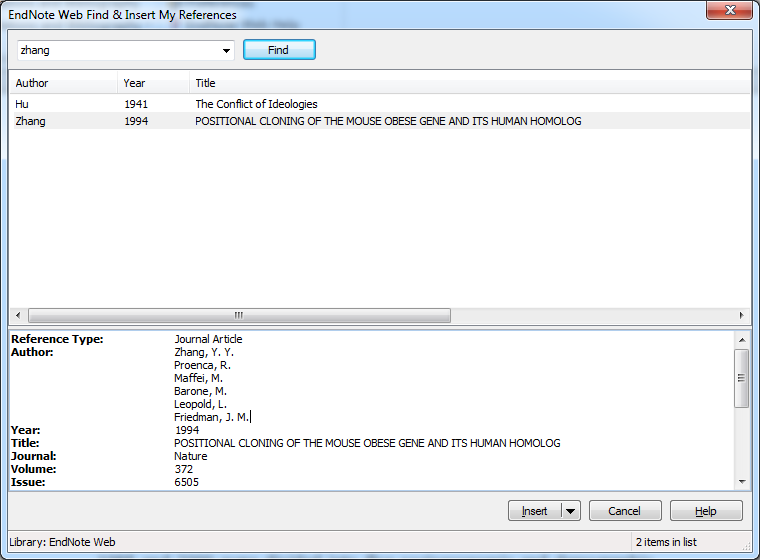 EndNote Web Find & Insert My References
zhang Find
Author Year Title
Hu 1941 The Conflict of Ideologies
Zhang 1994 POSITIONAL CLONING OF THE MOUSE OBESE GENE AND ITS HUMAN HOMOLOG
Reference Type: Journal Article
Author: Zhang, Y. Y.
Proenca, R.
Maffei, M.
Barone, M.
Leopold, L.
Friedman, J. M.
Year: 1994
Title: POSITIONAL CLONING OF THE MOUSE OBESE GENE AND ITS HUMAN HOMOLOG
Journal: Nature
Volume: 372
Issue: 6505
Insert Cancel Help
Library: EndNote Web 2 items in list